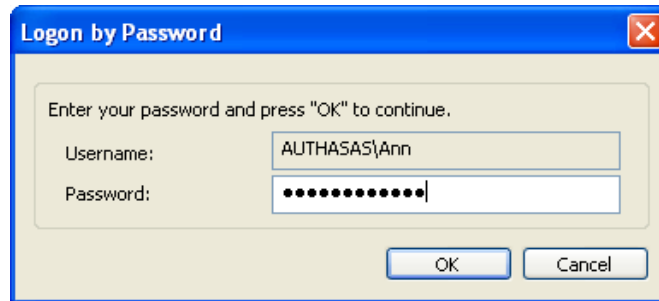 Logon by Password
Enter your password and press "OK" to continue.
Username: AUTHASAS\Ann
Password: ●●●●●●●●●●●●
OK Cancel